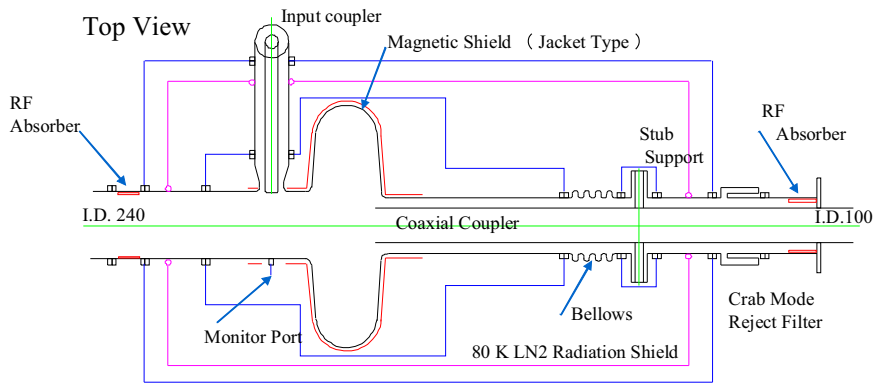 Top View
Input coupler
Magnetic Shield ( Jacket Type )
RF
Absorber
RF
Absorber
Stub
Support
I.D. 240
Coaxial Coupler
I.D.100
Monitor Port
Bellows
Crab Mode
Reject Filter
80 K LN2 Radiation Shield